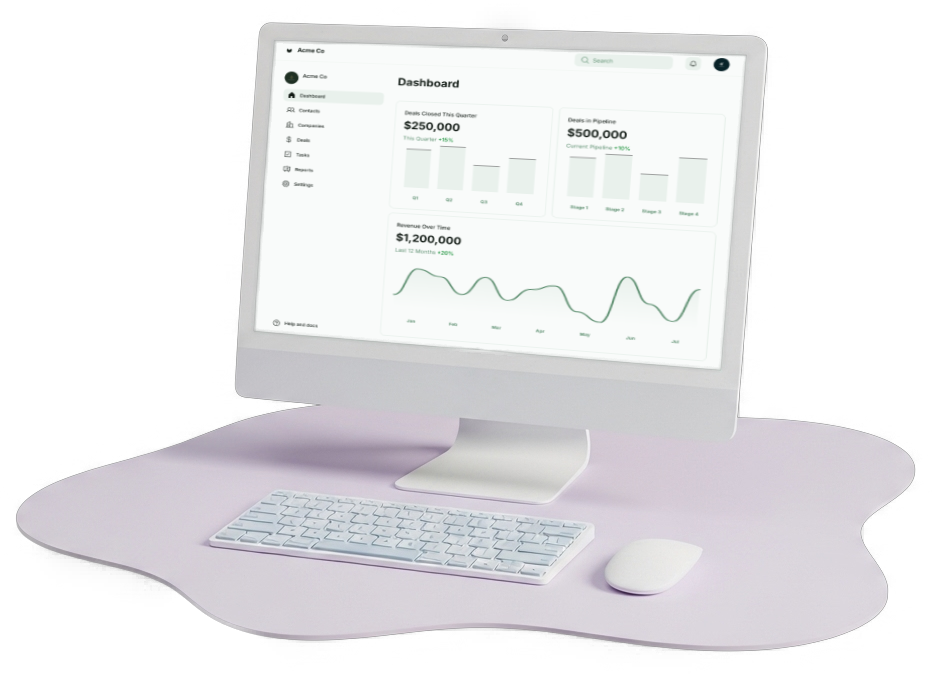 Acme Co
Search
Acme Co
Dashboard
Contacts
Companies
Deals
Tasks
Reports
Settings
Help and docs
Dashboard
Deals Closed This Quarter
$250,000
This Quarter +15%
Q1 Q2 Q3 Q4
Deals in Pipeline
$500,000
Current Pipeline +10%
Stage 1 Stage 2 Stage 3 Stage 4
Revenue Over Time
$1,200,000
Last 12 Months +20%
Jan Feb Mar Apr May Jun Jul